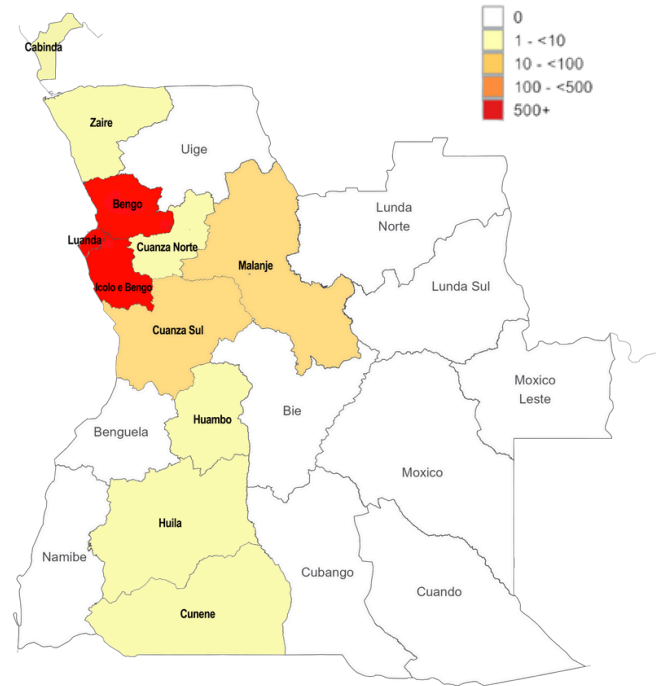 0
1 - <10
10 - <100
100 - <500
500+
Cabinda
Zaire
Uige
Bengo
Lunda
Norte
Luanda
Cuanza Norte
Malanje
Icolo e Bengo
Lunda Sul
Cuanza Sul
Moxico
Leste
Huambo
Bie
Benguela
Moxico
Huila
Namibe
Cubango
Cuando
Cunene